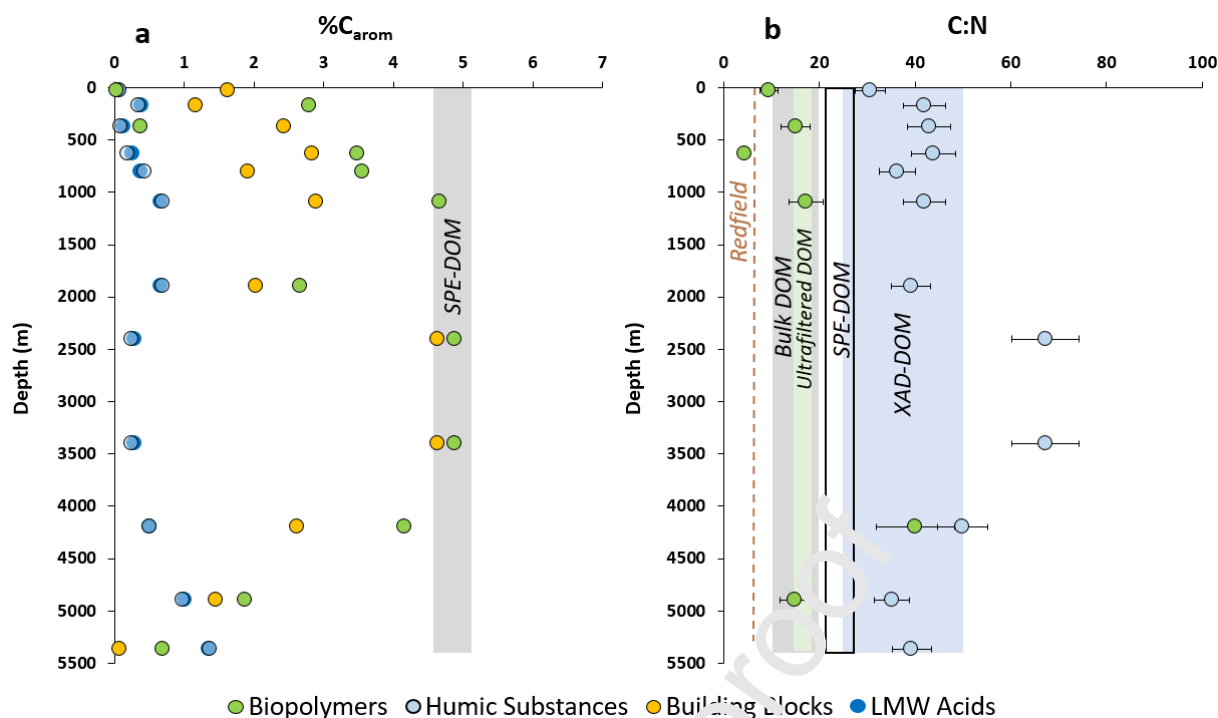 a %C_arom
0 1 2 3 4 5 6 7
Depth (m)
0
500
1000
1500
2000
2500
3000
3500
4000
4500
5000
5500
SPE-DOM
b C:N
0 20 40 60 80 100
Depth (m)
0
500
1000
1500
2000
2500
3000
3500
4000
4500
5000
5500
Redfield
Bulk DOM
Ultrafiltered DOM
SPE-DOM
XAD-DOM
proof
Biopolymers Humic Substances Building Blocks LMW Acids